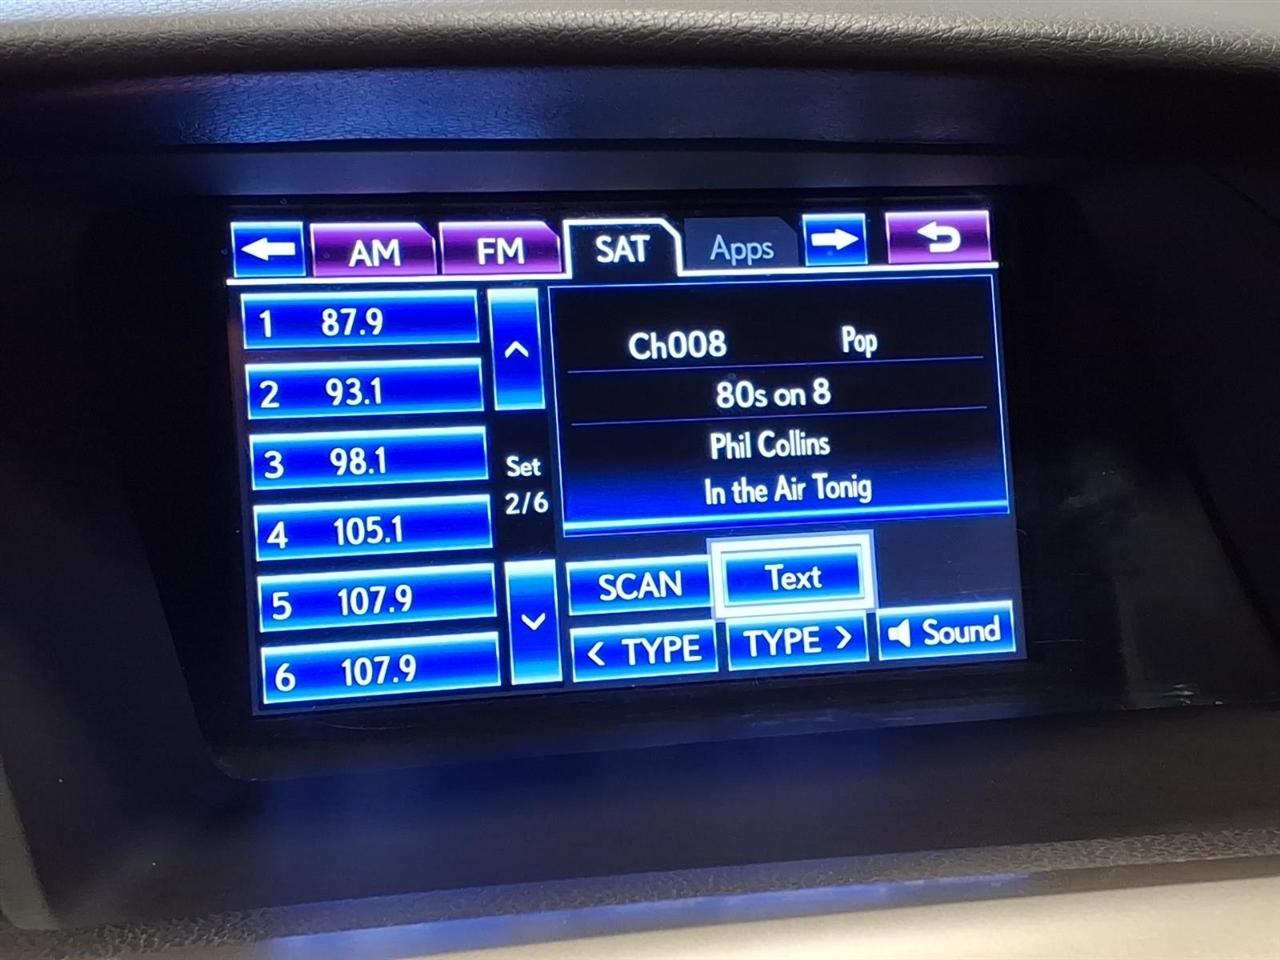 AM FM SAT Apps
1 87.9
2 93.1
3 98.1
4 105.1
5 107.9
6 107.9
Set
2/6
Ch008 Pop
80s on 8
Phil Collins
In the Air Tonig
SCAN Text
< TYPE TYPE > Sound